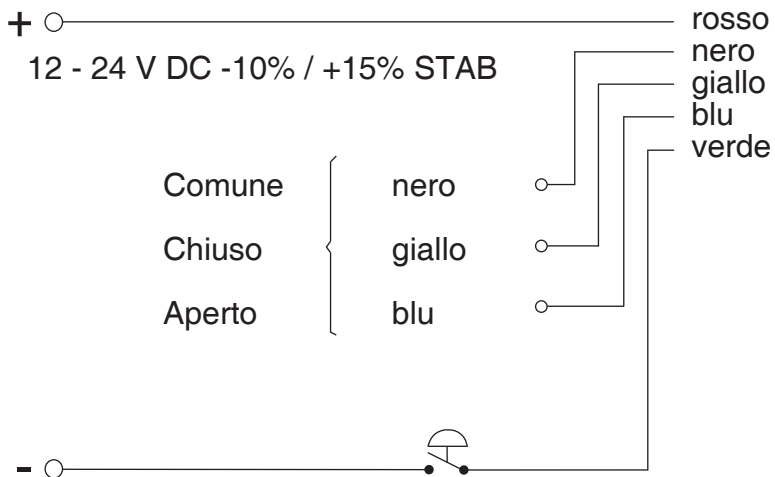 + rosso
nero
12 - 24 V DC -10% / +15% STAB
giallo
blu
verde
Comune nero
Chiuso giallo
Aperto blu
-